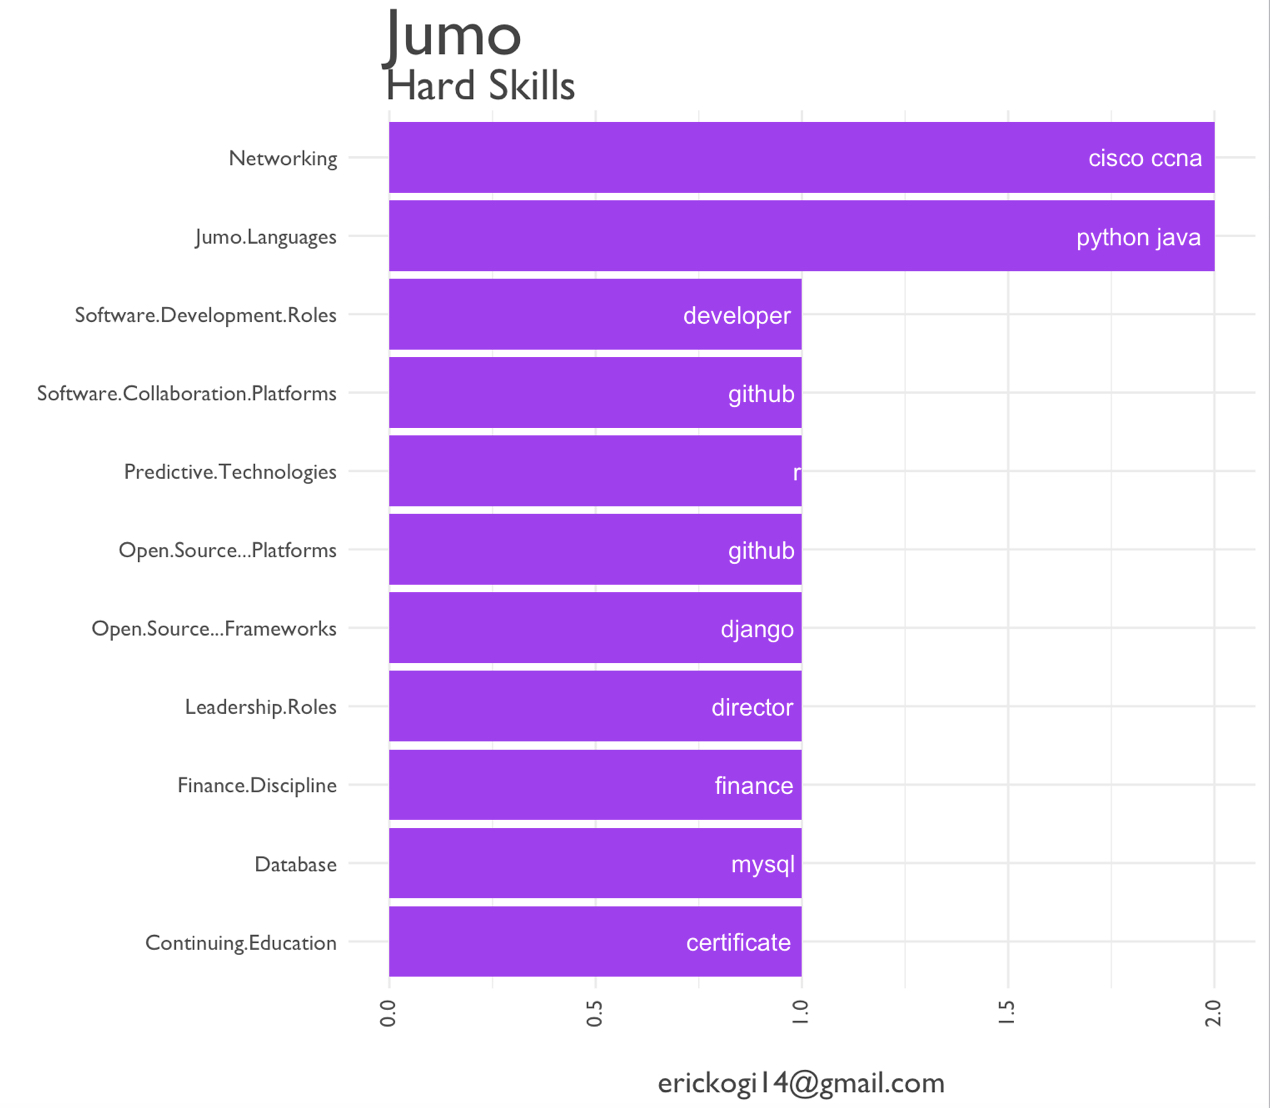 Jumo
Hard Skills
Networking cisco ccna
Jumo.Languages python java
Software.Development.Roles developer
Software.Collaboration.Platforms github
Predictive.Technologies r
Open.Source...Platforms github
Open.Source...Frameworks django
Leadership.Roles director
Finance.Discipline finance
Database mysql
Continuing.Education certificate
0.0 0.5 1.0 1.5 2.0
erickogi14@gmail.com